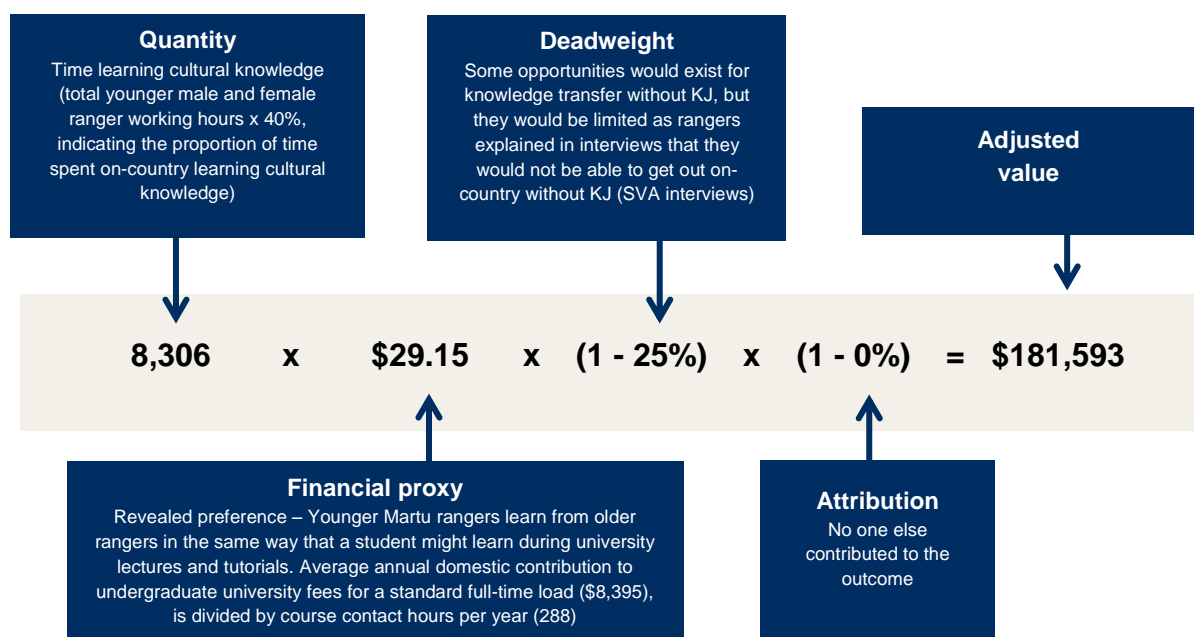 Quantity
Time learning cultural knowledge
(total younger male and female
ranger working hours x 40%,
indicating the proportion of time
spent on-country learning cultural
knowledge)
Deadweight
Some opportunities would exist for
knowledge transfer without KJ, but
they would be limited as rangers
explained in interviews that they
would not be able to get out on-
country without KJ (SVA interviews)
Adjusted
value
8,306 x $29.15 x (1 - 25%) x (1 - 0%) = $181,593
Financial proxy
Revealed preference – Younger Martu rangers learn from older
rangers in the same way that a student might learn during university
lectures and tutorials. Average annual domestic contribution to
undergraduate university fees for a standard full-time load ($8,395),
is divided by course contact hours per year (288)
Attribution
No one else
contributed to the
outcome